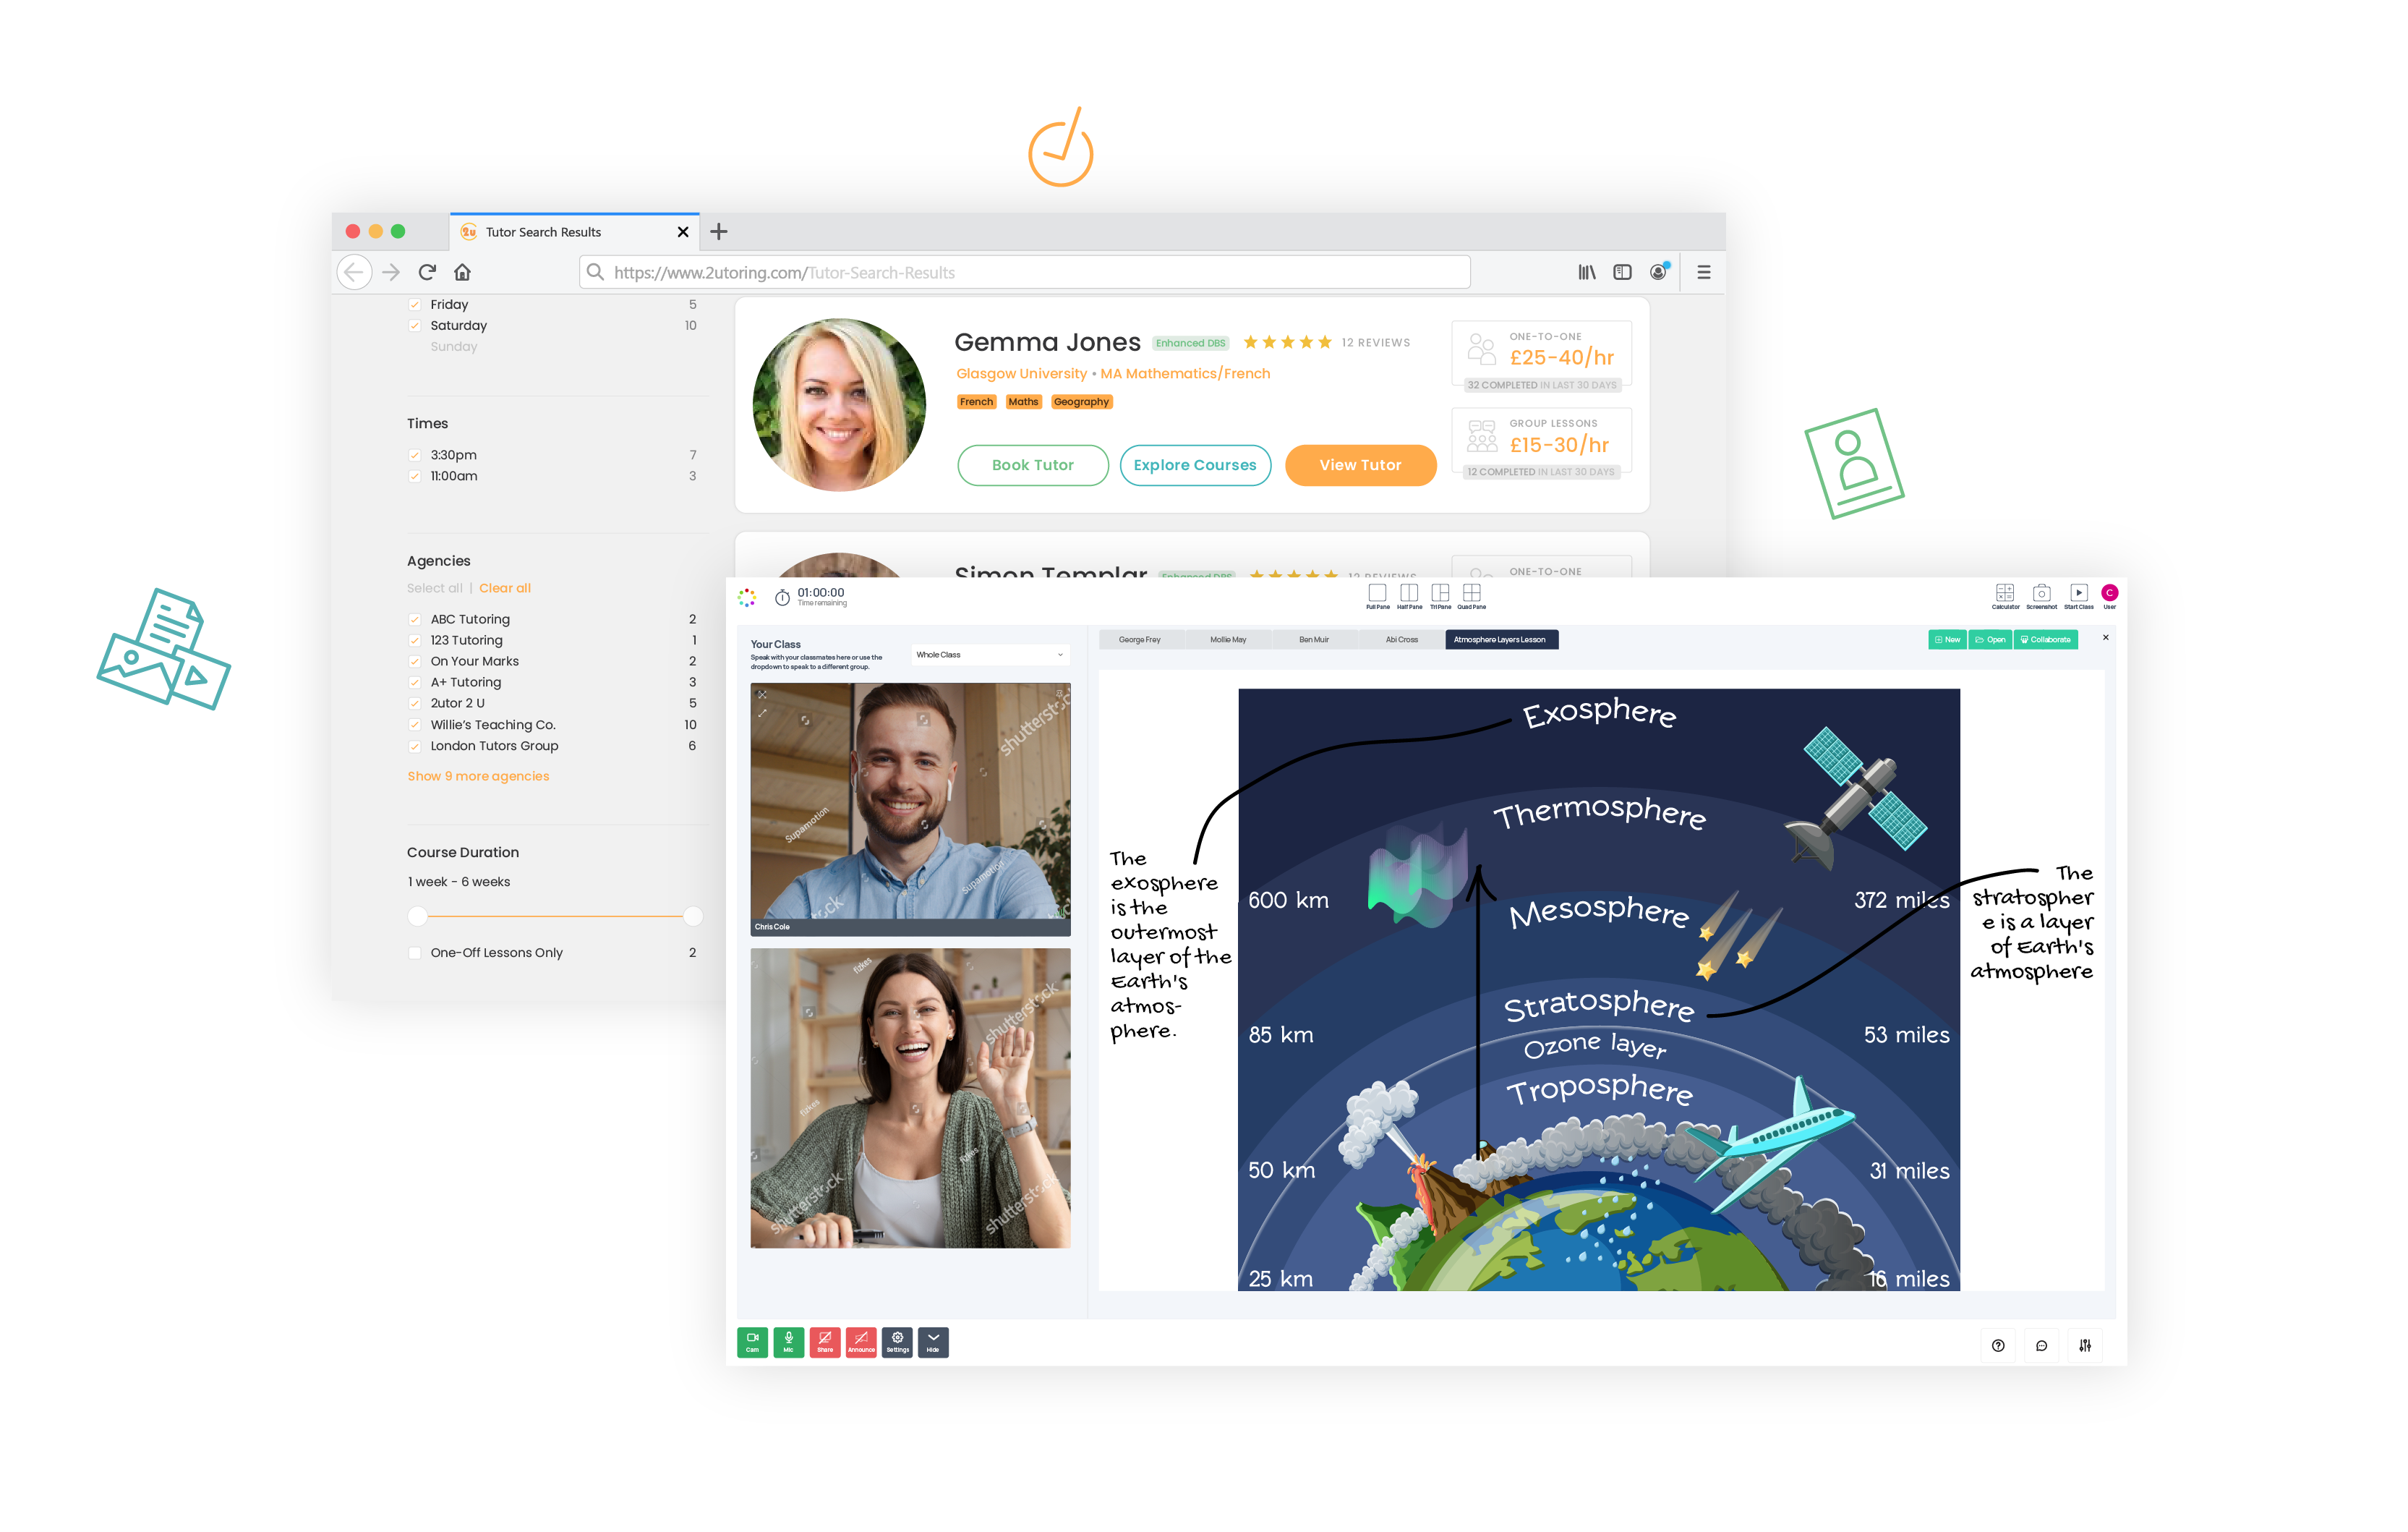 2u Tutor Search Results
https://www.2utoring.com/Tutor-Search-Results
Friday 5
Saturday 10
Sunday
Times
3:30pm 7
11:00am 3
Agencies
Select all | Clear all
ABC Tutoring 2
123 Tutoring 1
On Your Marks 2
A+ Tutoring 3
2utor 2 U 5
Willie's Teaching Co. 10
London Tutors Group 6
Show 9 more agencies
Course Duration
1 week - 6 weeks
One-Off Lessons Only 2
Gemma Jones Enhanced DBS 12 REVIEWS
Glasgow University • MA Mathematics/French
French Maths Geography
Book Tutor Explore Courses View Tutor
ONE-TO-ONE
£25-40/hr
32 COMPLETED IN LAST 30 DAYS
GROUP LESSONS
£15-30/hr
12 COMPLETED IN LAST 30 DAYS
Simon Templar Enhanced DBS 12 REVIEWS
ONE-TO-ONE
01:00:00
Time remaining
Full Pane Half Pane Tri Pane Quad Pane
Calculator Screenshot Start Class User
C
Your Class
Speak with your classmates here or use the
dropdown to speak to a different group.
Whole Class
George Frey Mollie May Ben Muir Abi Cross Atmosphere Layers Lesson
New Open Collaborate
shutterstock
Supamotion
Supamotion
Chris Cole
fizkes
shutterstock
fizkes
fizkes
shutterstock
shutterstock
The
exosphere
is the
outermost
layer of the
Earth's
atmos-
phere.
Exosphere
Thermosphere
600 km 372 miles
Mesosphere
Stratosphere
85 km 53 miles
Ozone layer
Troposphere
50 km 31 miles
25 km 16 miles
The
stratospher
e is a layer
of Earth's
atmosphere
Cam Mic Share Announce Settings Hide